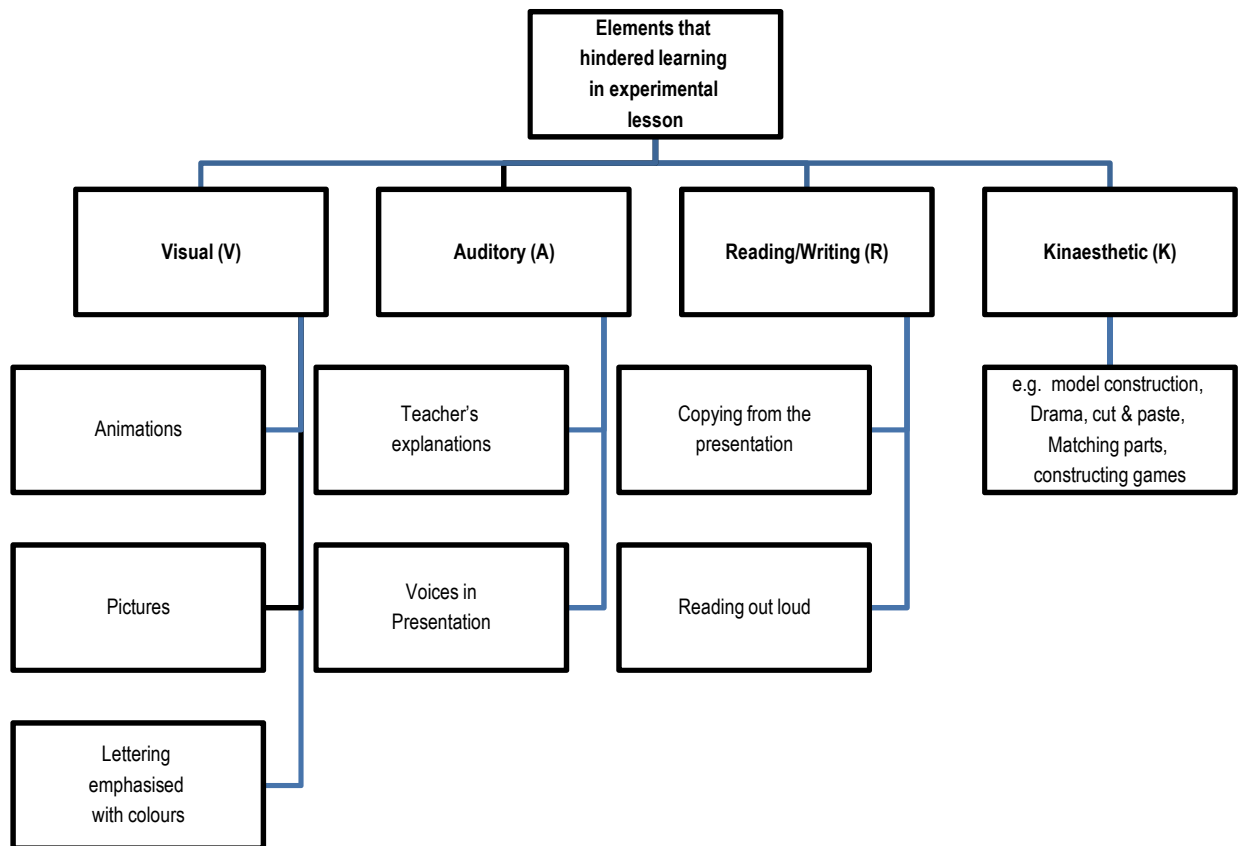 Elements that
hindered learning
in experimental
lesson
Visual (V)
Auditory (A)
Reading/Writing (R)
Kinaesthetic (K)
Animations
Teacher’s
explanations
Copying from the
presentation
e.g. model construction,
Drama, cut & paste,
Matching parts,
constructing games
Pictures
Voices in
Presentation
Reading out loud
Lettering
emphasised
with colours